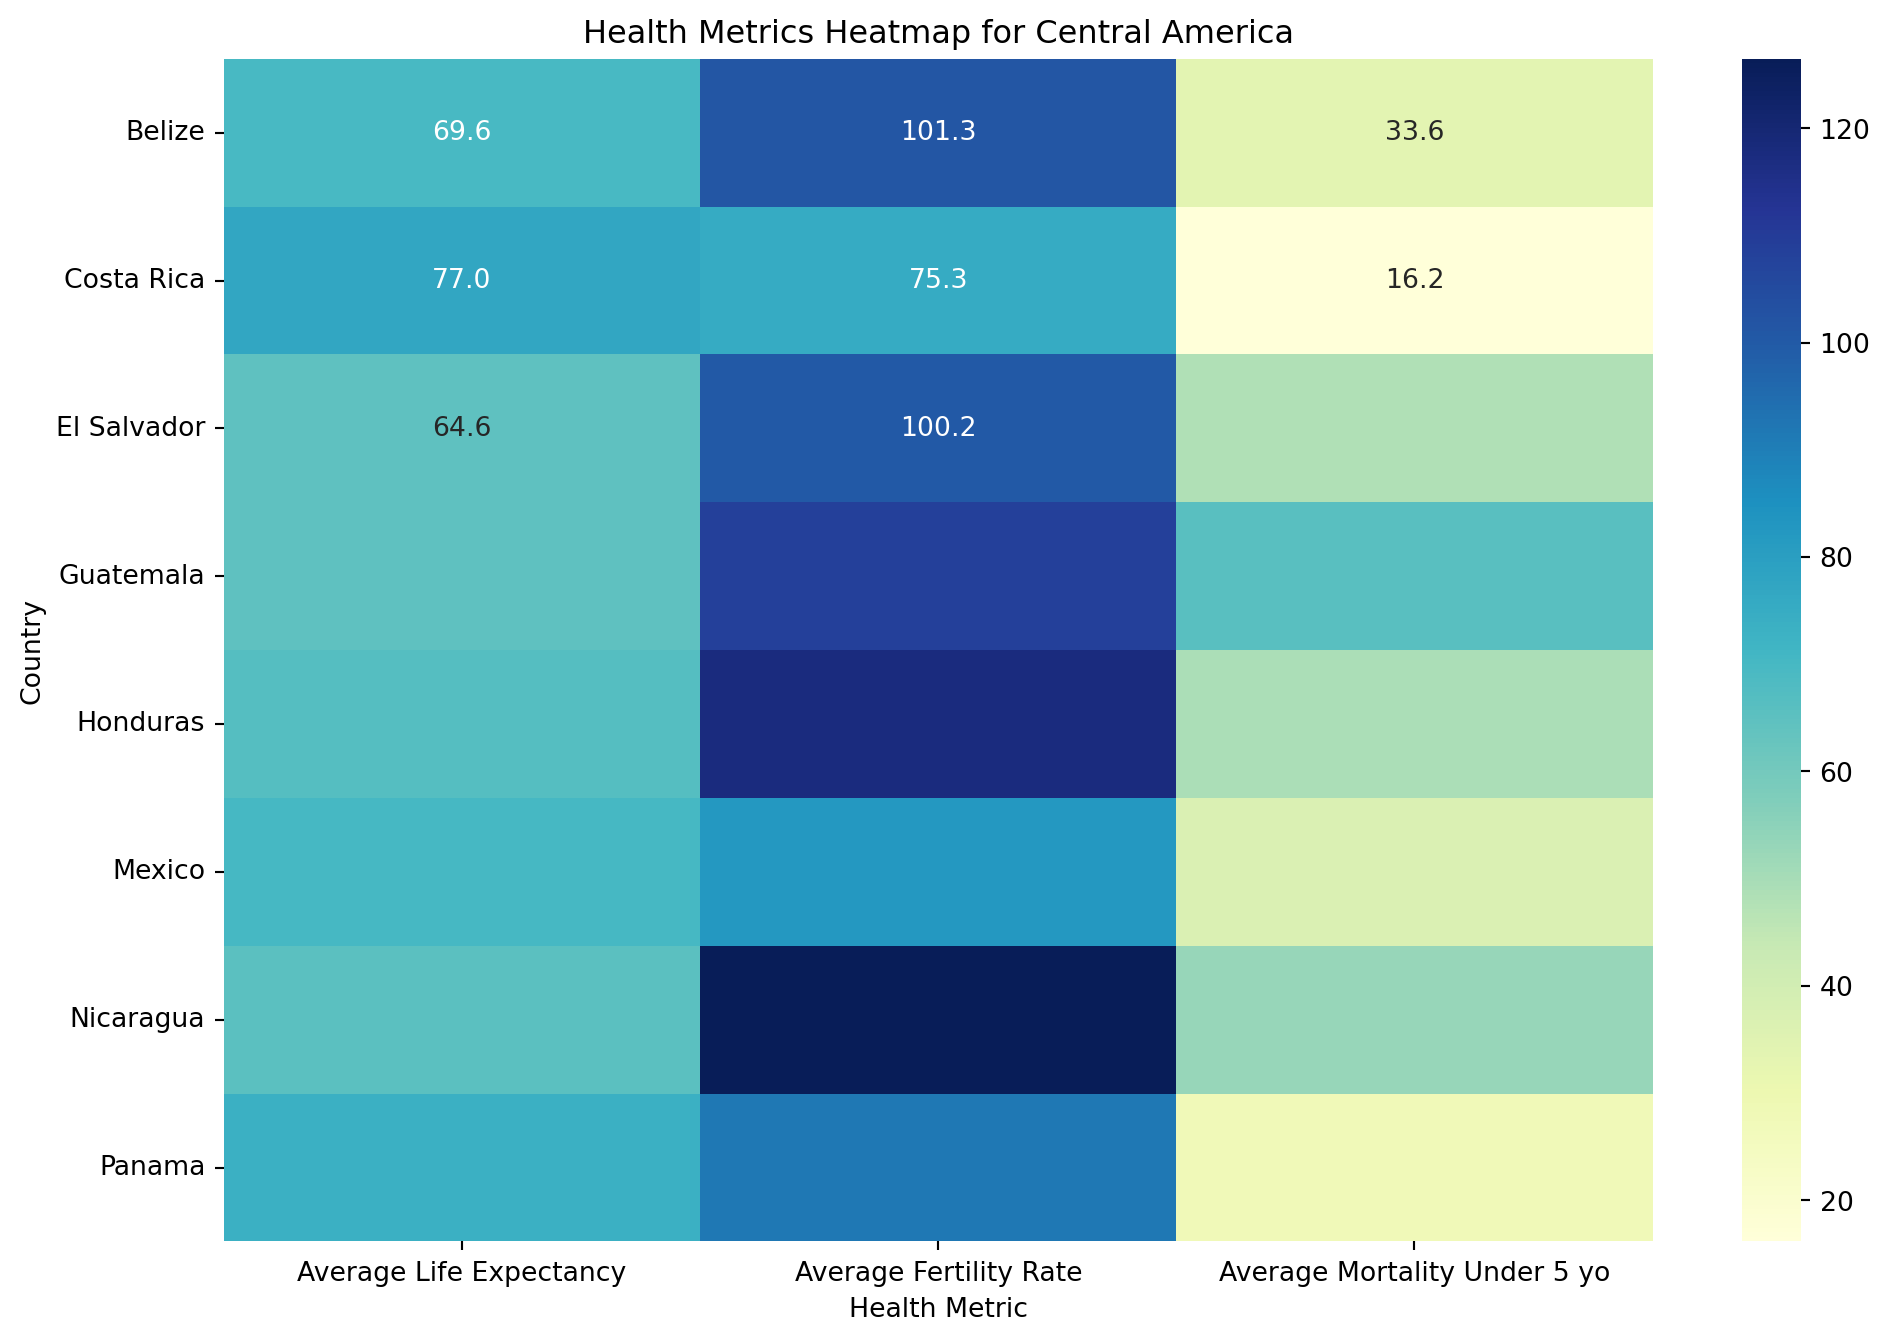 Health Metrics Heatmap for Central America
Belize 69.6 101.3 33.6
Costa Rica 77.0 75.3 16.2
El Salvador 64.6 100.2
Guatemala
Honduras
Mexico
Nicaragua
Panama
Country
Average Life Expectancy Average Fertility Rate Average Mortality Under 5 yo
Health Metric
120
100
80
60
40
20